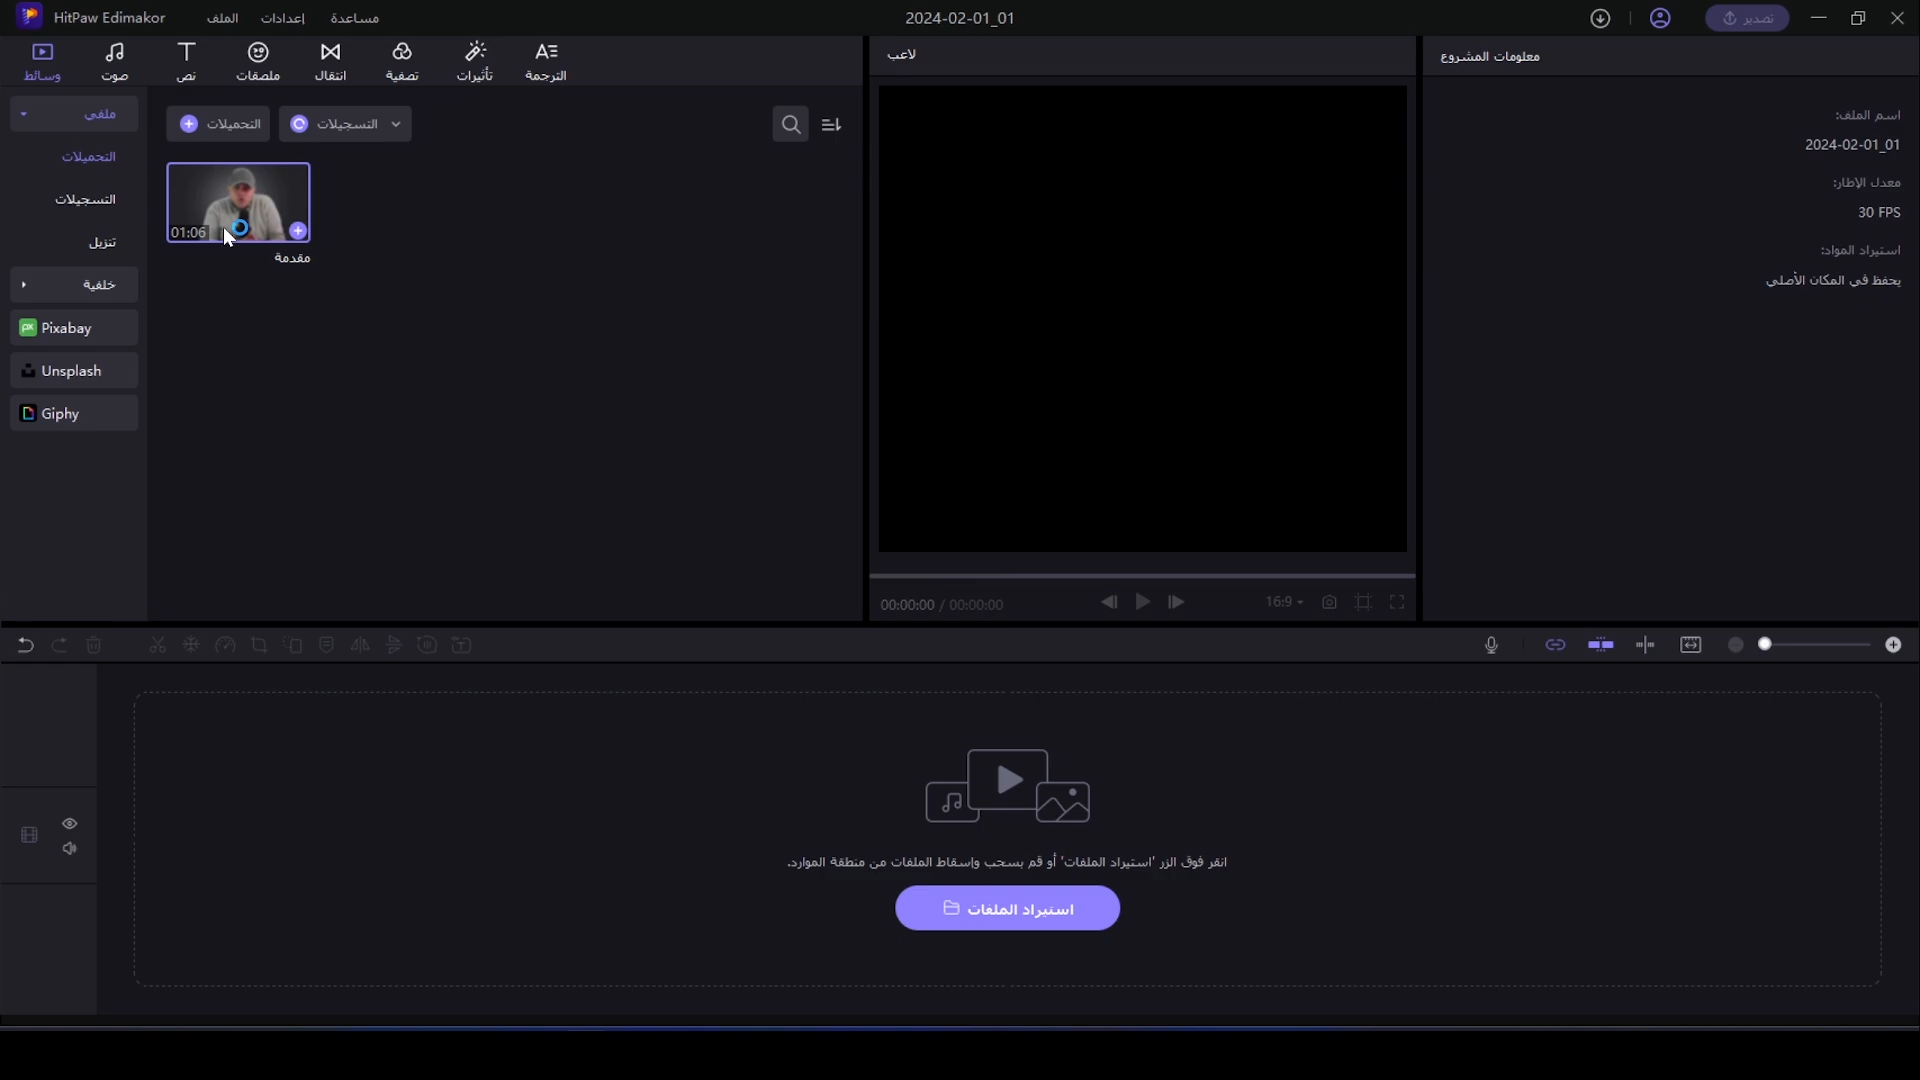 HitPaw Edimakor
الملف
إعدادات
مساعدة
2024-02-01_01
تصدير
وسائط
صوت
نص
ملصقات
انتقال
تصفية
تأثيرات
الترجمة
لاعب
معلومات المشروع
ملفي
التحميلات
التسجيلات
التحميلات
التسجيلات
تنزيل
خلفية
Pixabay
Unsplash
Giphy
01:06
مقدمة
اسم الملف:
2024-02-01_01
معدل الإطار:
30 FPS
استيراد المواد:
يحفظ في المكان الأصلي
00:00:00 / 00:00:00
16:9
انقر فوق الزر 'استيراد الملفات' أو قم بسحب وإسقاط الملفات من منطقة الموارد.
استيراد الملفات